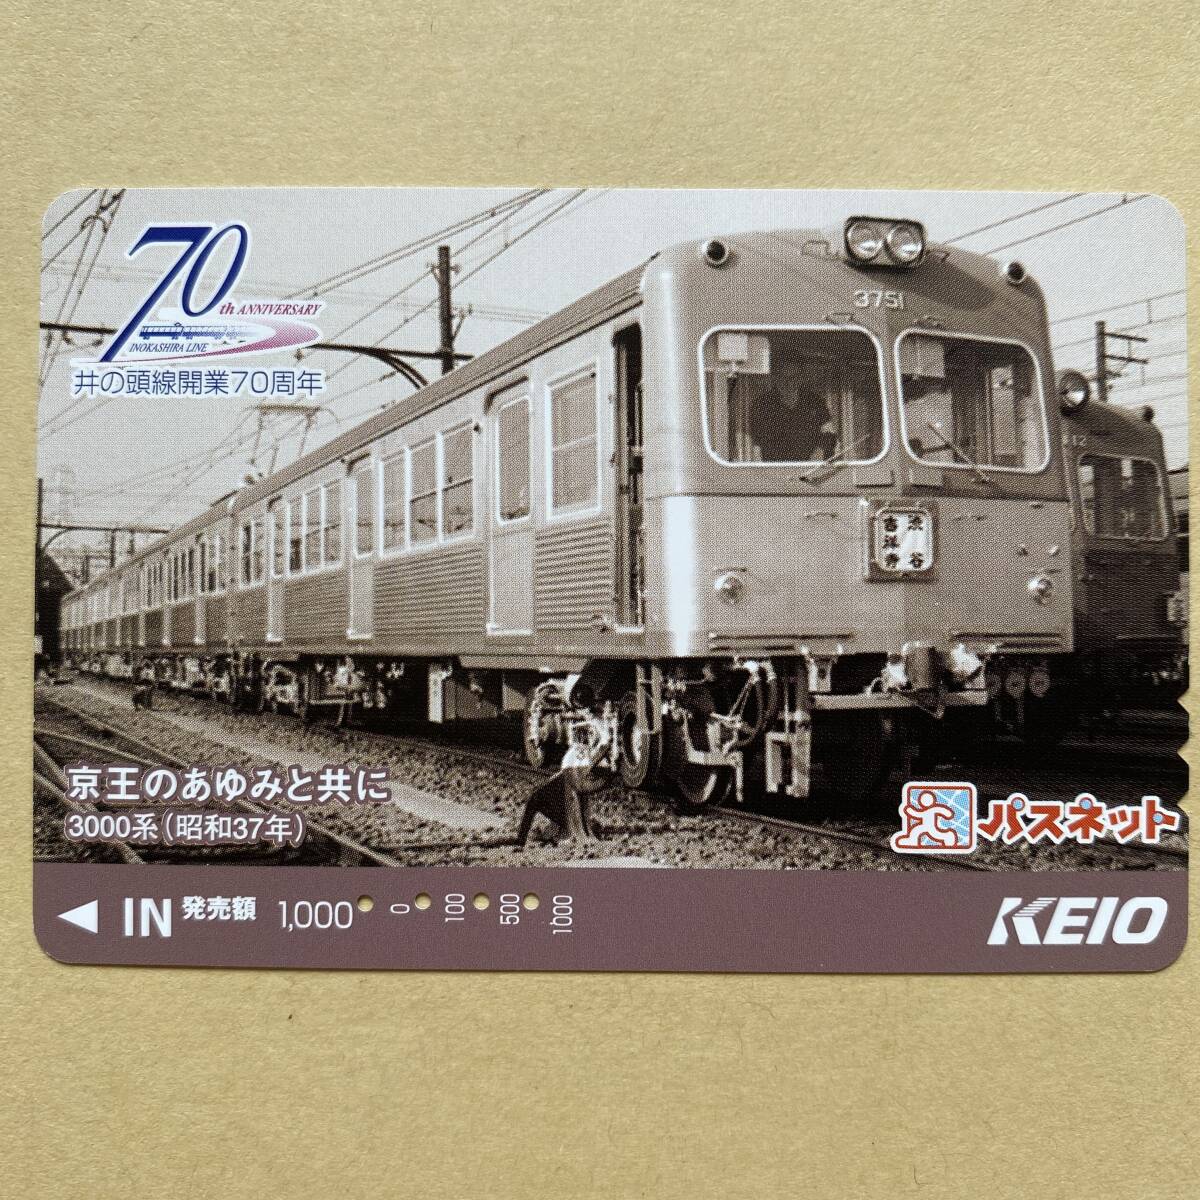 70th ANNIVERSARY
INOKASHIRA LINE
井の頭線開業70周年
3751
12
渋谷
吉祥寺
京王のあゆみと共に
3000系(昭和37年)
パスネット
IN 発売額 1,000 0 100 500 1000
KEIO